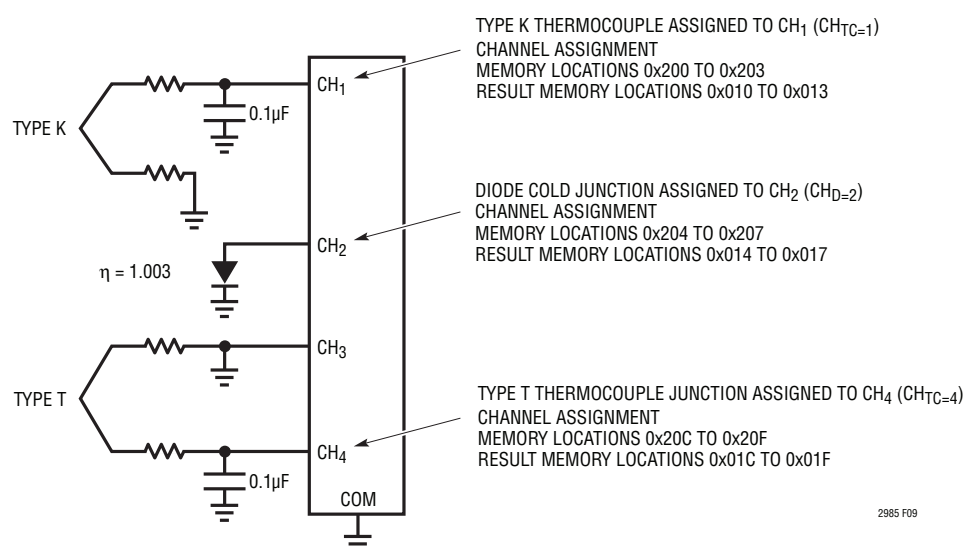 TYPE K THERMOCOUPLE ASSIGNED TO CH1 (CHTC=1)
CHANNEL ASSIGNMENT
MEMORY LOCATIONS 0x200 TO 0x203
RESULT MEMORY LOCATIONS 0x010 TO 0x013
CH1
0.1µF
TYPE K
DIODE COLD JUNCTION ASSIGNED TO CH2 (CHD=2)
CHANNEL ASSIGNMENT
MEMORY LOCATIONS 0x204 TO 0x207
RESULT MEMORY LOCATIONS 0x014 TO 0x017
CH2
η = 1.003
CH3
TYPE T
TYPE T THERMOCOUPLE JUNCTION ASSIGNED TO CH4 (CHTC=4)
CHANNEL ASSIGNMENT
MEMORY LOCATIONS 0x20C TO 0x20F
RESULT MEMORY LOCATIONS 0x01C TO 0x01F
CH4
0.1µF
COM
2985 F09